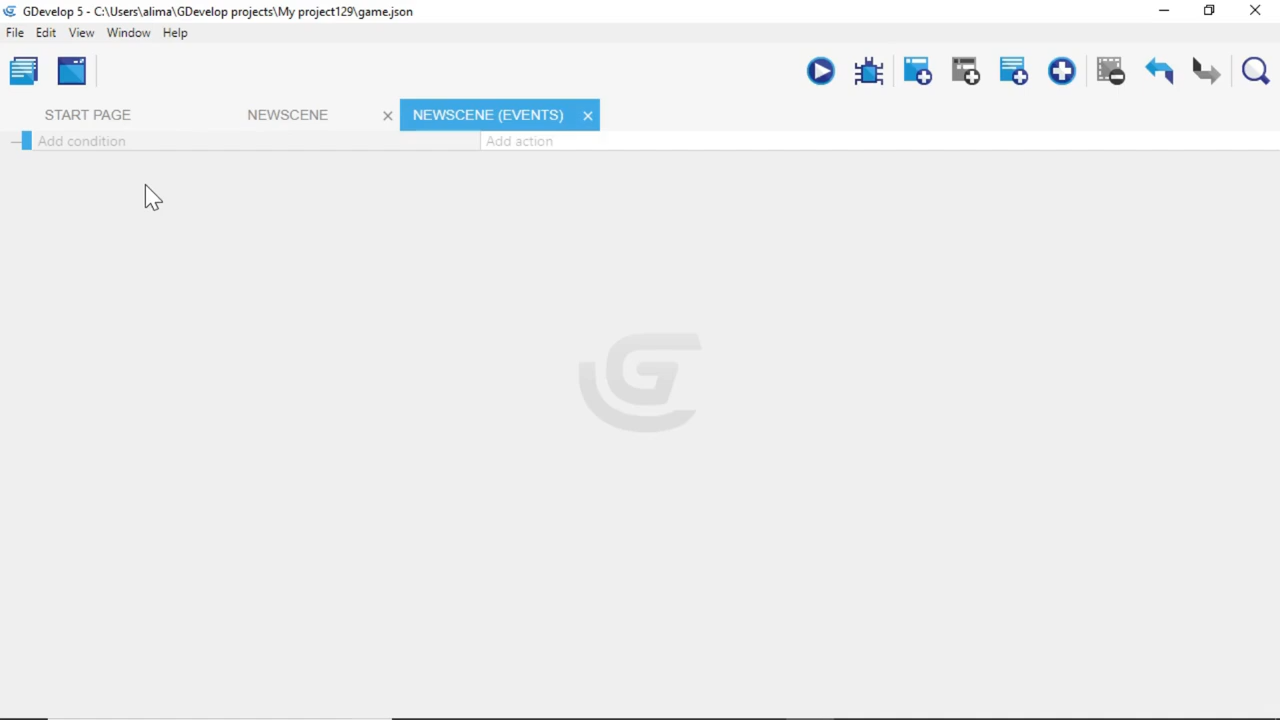 GDevelop 5 - C:\Users\alima\GDevelop projects\My project129\game.json
File Edit View Window Help
START PAGE NEWSCENE NEWSCENE (EVENTS)
Add condition Add action